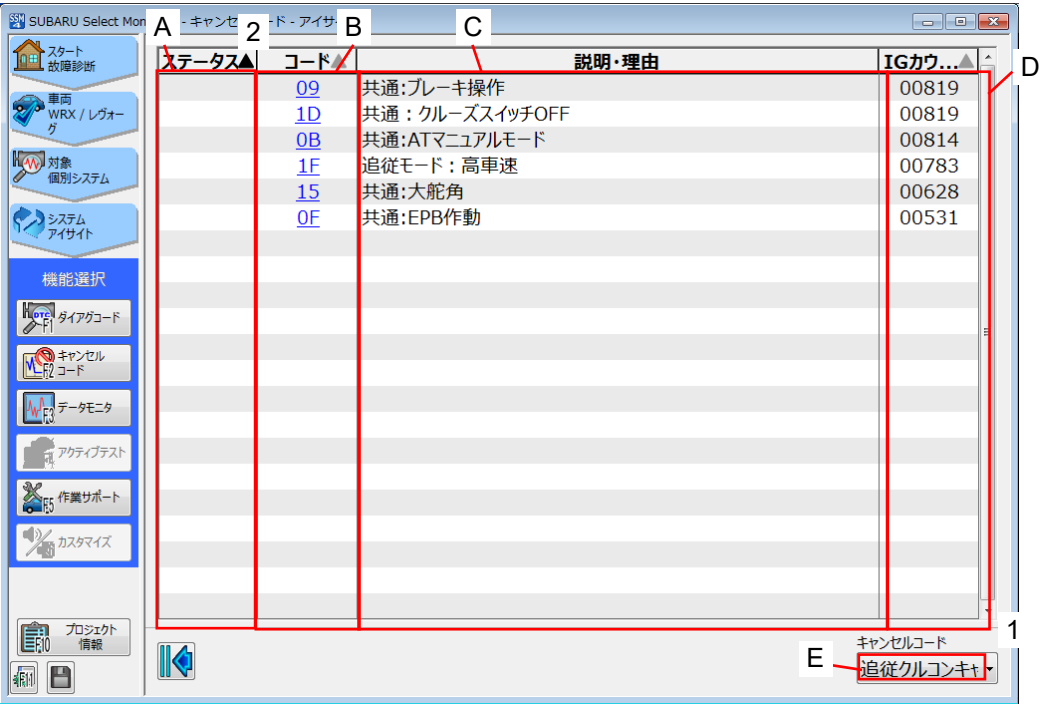 SSM
4
SUBARU Select Mon
- キャンセ
ード - アイサ
A
2
B
C
D
スタート
故障診断
車両
WRX / レヴォー
グ
対象
個別システム
システム
アイサイト
機能選択
DTC
F1
ダイアグコード
F2
キャンセル
コード
F3
データモニタ
アクティブテスト
F5
作業サポート
カスタマイズ
F10
プロジェクト
情報
F11
ステータス▲
コード▲
説明・理由
IGカウ...▲
09
共通:ブレーキ操作
00819
1D
共通：クルーズスイッチOFF
00819
0B
共通:ATマニュアルモード
00814
1F
追従モード：高車速
00783
15
共通:大舵角
00628
0F
共通:EPB作動
00531
1
キャンセルコード
E
追従クルコンキャ